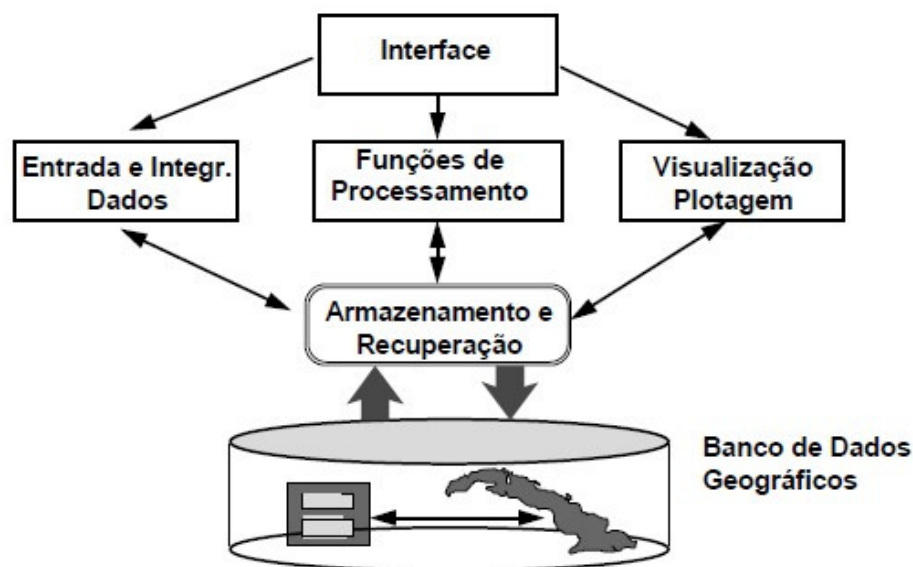 Interface
Entrada e Integr.
Dados
Funções de
Processamento
Visualização
Plotagem
Armazenamento e
Recuperação
Banco de Dados
Geográficos